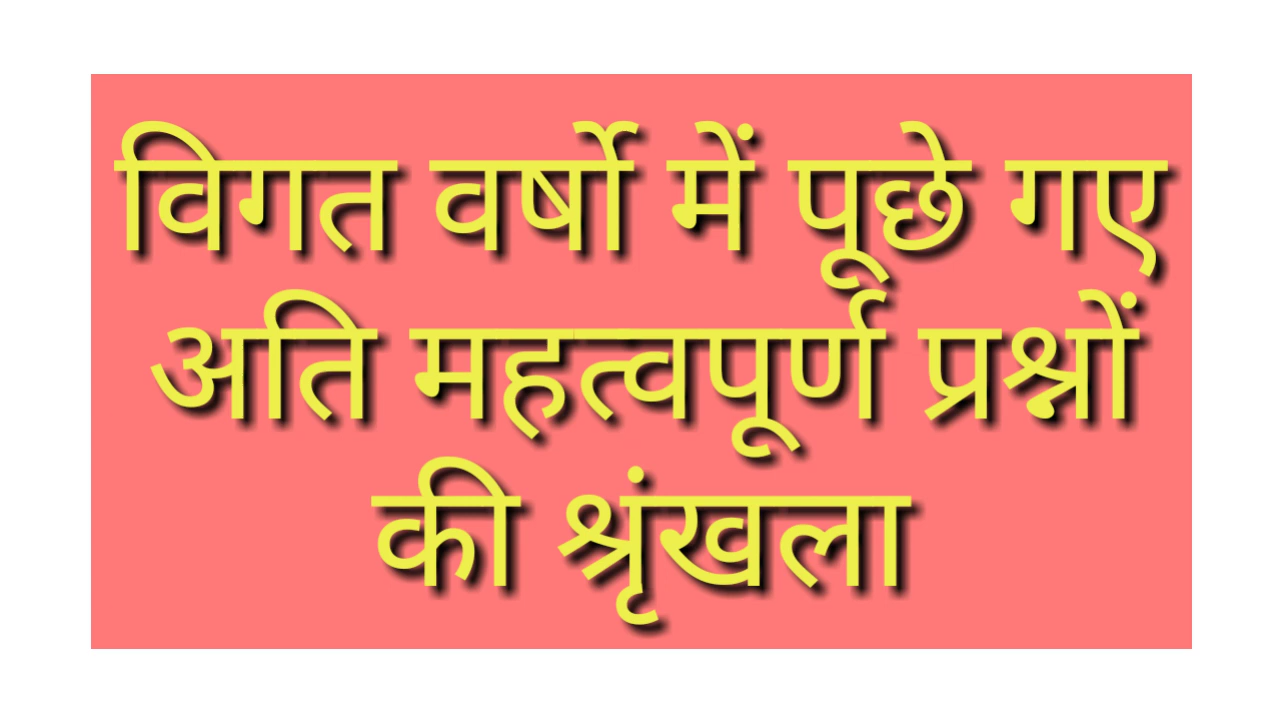 विगत वर्षो में पूछे गए
अति महत्वपूर्ण प्रश्नों
की श्रृंखला